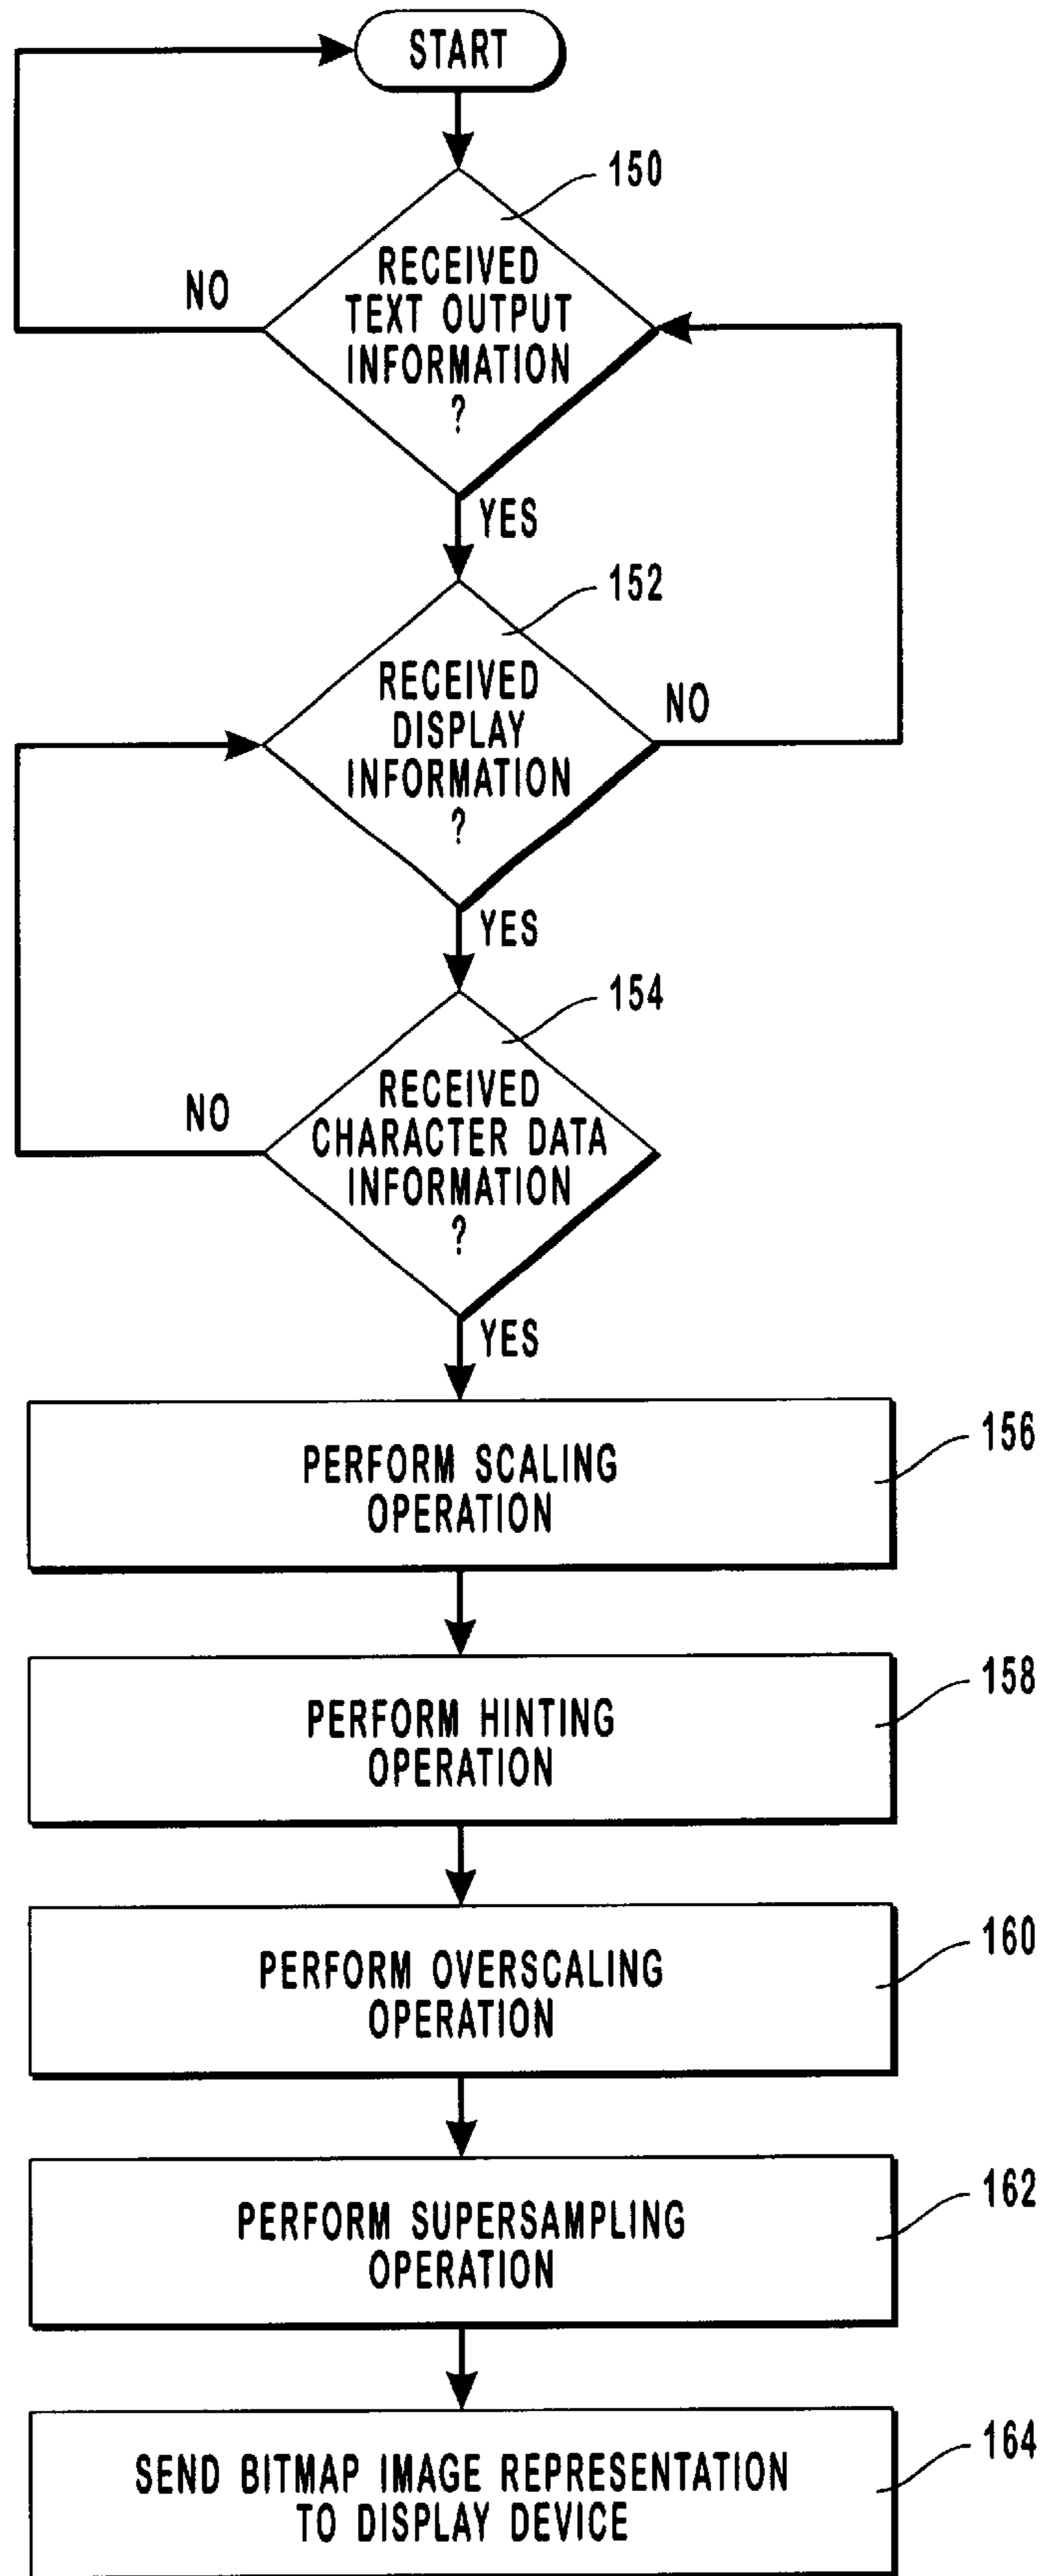 START
150
RECEIVED
TEXT OUTPUT
INFORMATION
?
NO
YES
152
RECEIVED
DISPLAY
INFORMATION
?
NO
YES
154
RECEIVED
CHARACTER DATA
INFORMATION
?
NO
YES
PERFORM SCALING
OPERATION
156
PERFORM HINTING
OPERATION
158
PERFORM OVERSCALING
OPERATION
160
PERFORM SUPERSAMPLING
OPERATION
162
SEND BITMAP IMAGE REPRESENTATION
TO DISPLAY DEVICE
164